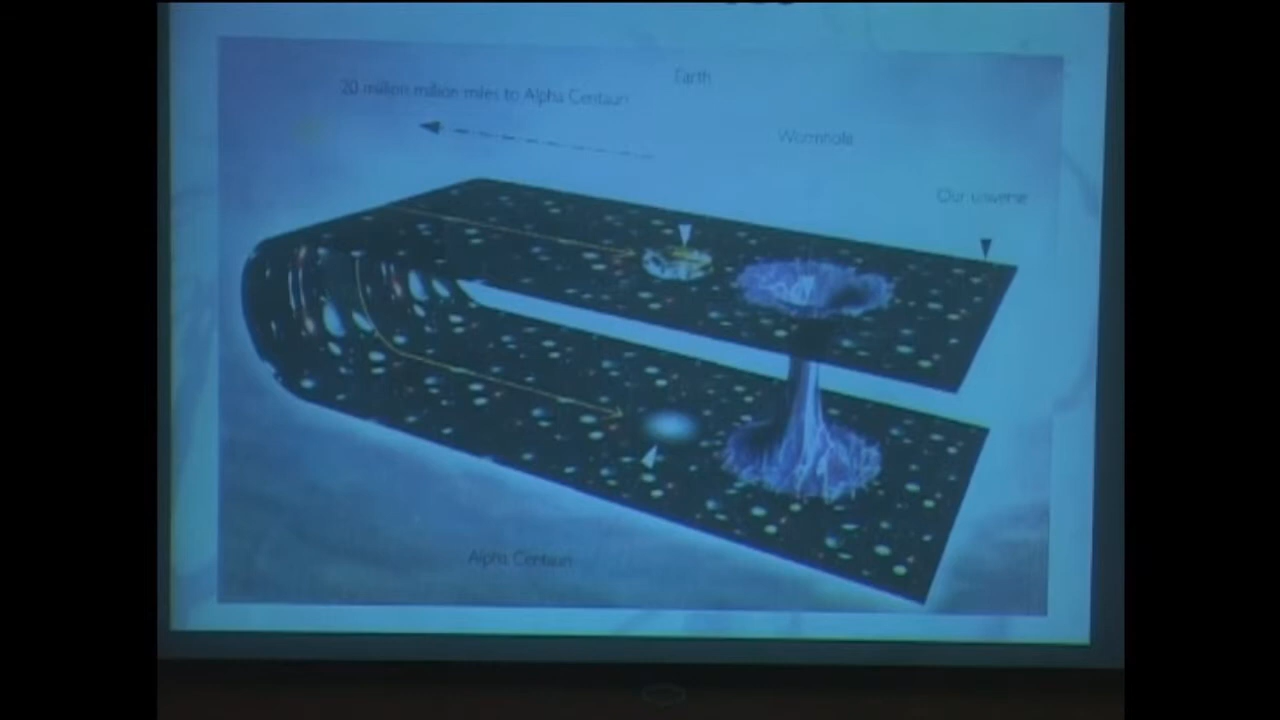 Earth
20 million million miles to Alpha Centauri
Wormhole
Our universe
Alpha Centauri